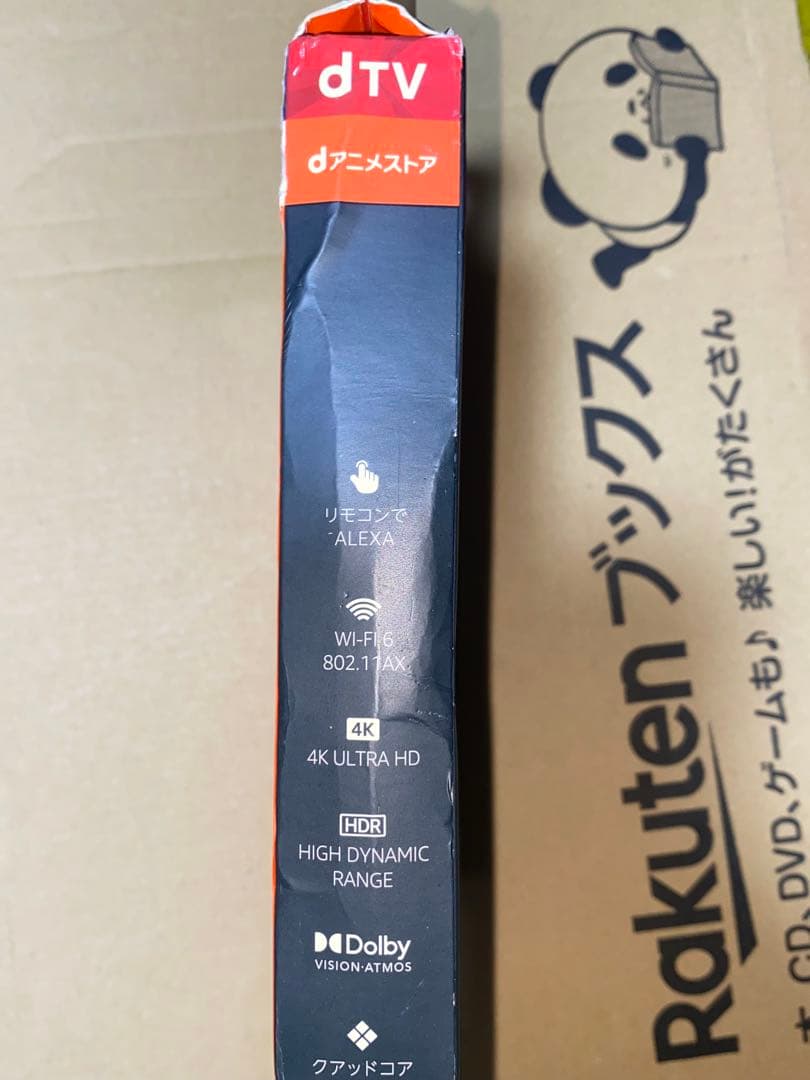 dTV
dアニメストア
リモコンで
ALEXA
WI-FI 6
802.11AX
4K
4K ULTRA HD
HDR
HIGH DYNAMIC
RANGE
Dolby
VISION·ATMOS
クアッドコア
Rakuten ブックス
CD、DVD、ゲームも♪ 楽しい!がたくさん